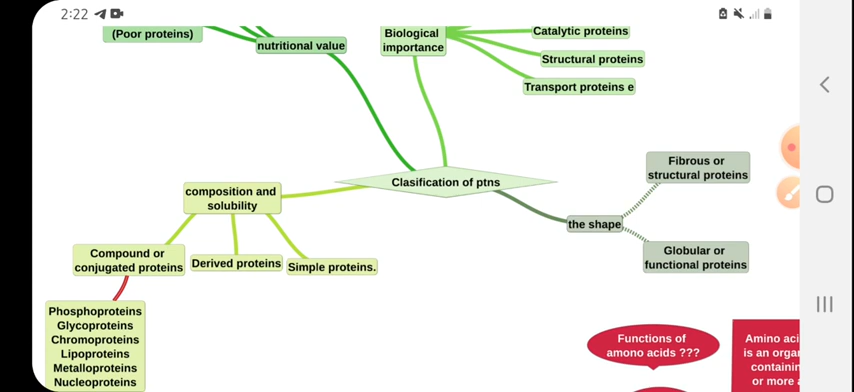 2:22
(Poor proteins)
nutritional value
Biological
importance
Catalytic proteins
Structural proteins
Transport proteins e
Clasification of ptns
Fibrous or
structural proteins
the shape
Globular or
functional proteins
composition and
solubility
Compound or
conjugated proteins
Derived proteins
Simple proteins.
Phosphoproteins
Glycoproteins
Chromoproteins
Lipoproteins
Metalloproteins
Nucleoproteins
Functions of
amono acids ???
Amino aci
is an orga
containin
or more